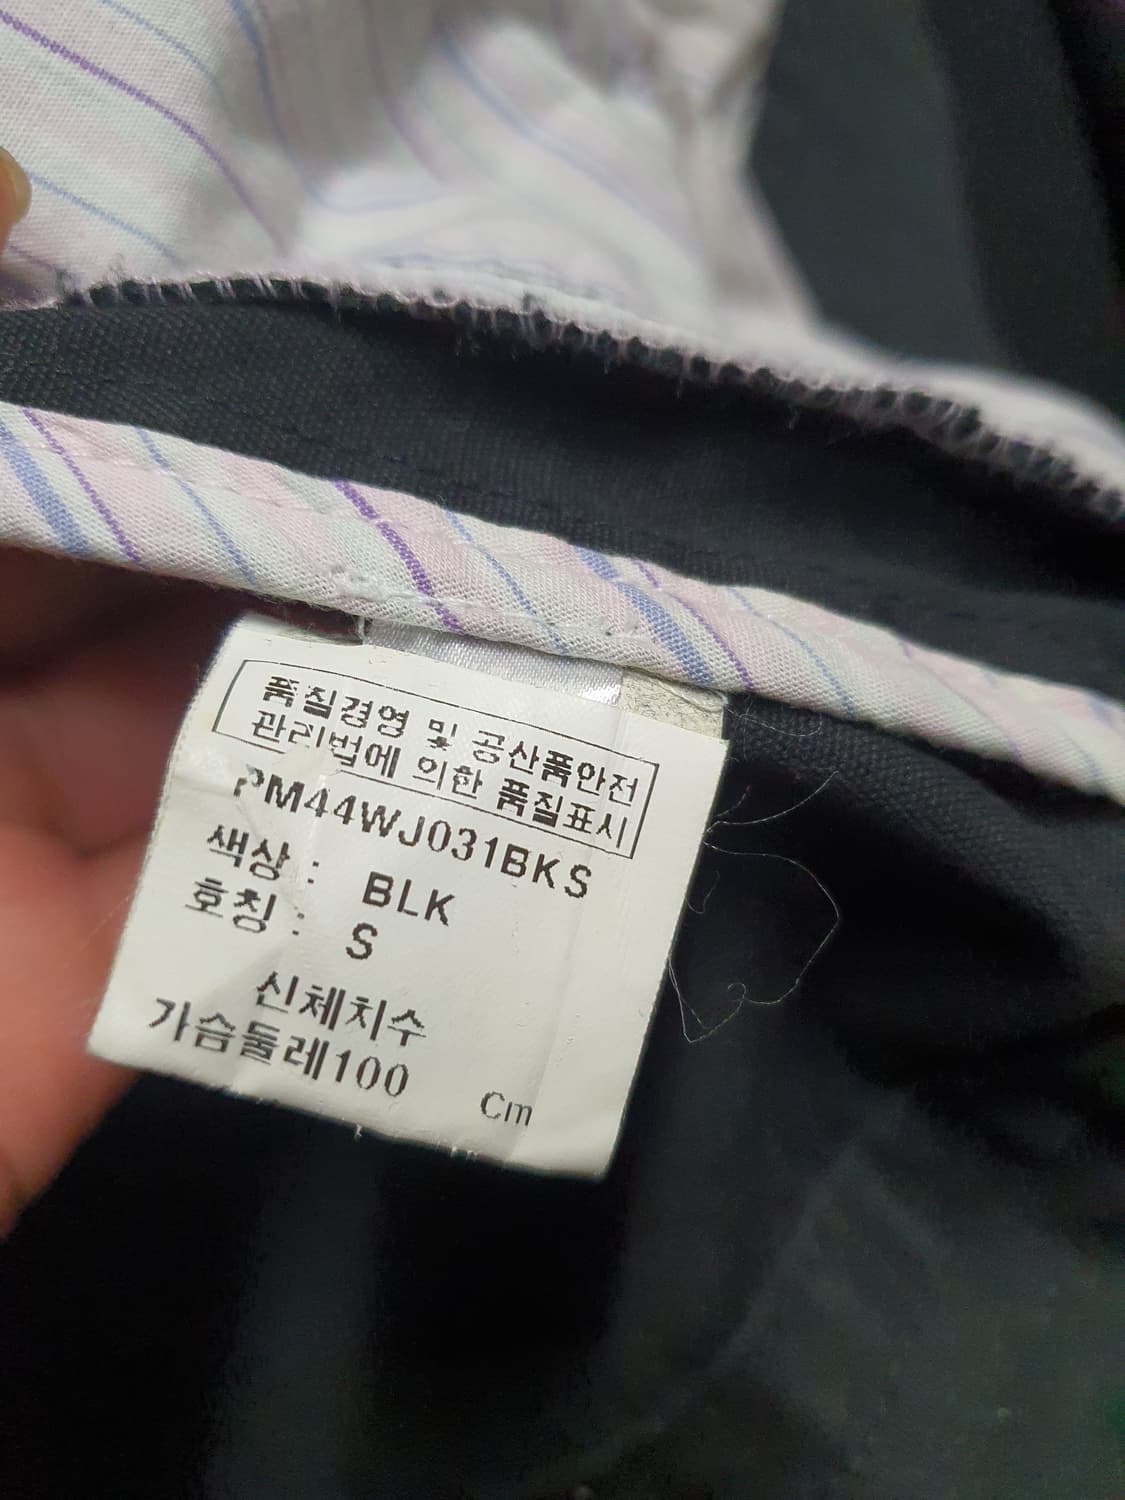 품질경영 및 공산품안전
관리법에 의한 품질표시
PM44WJ031BKS
색상 : BLK
호칭 : S
신체치수
가슴둘레100 Cm